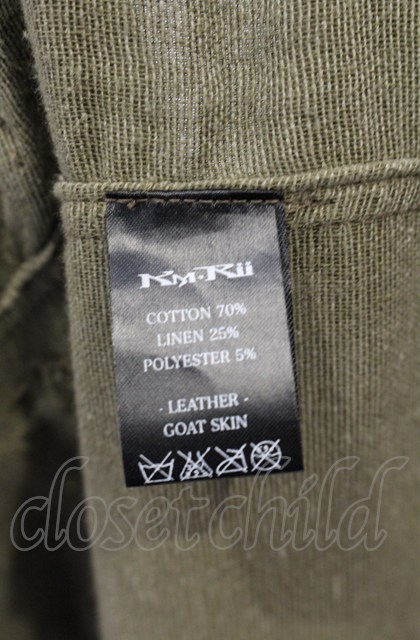 KMRii
COTTON 70%
LINEN 25%
POLYESTER 5%
- LEATHER -
GOAT SKIN
closetchild